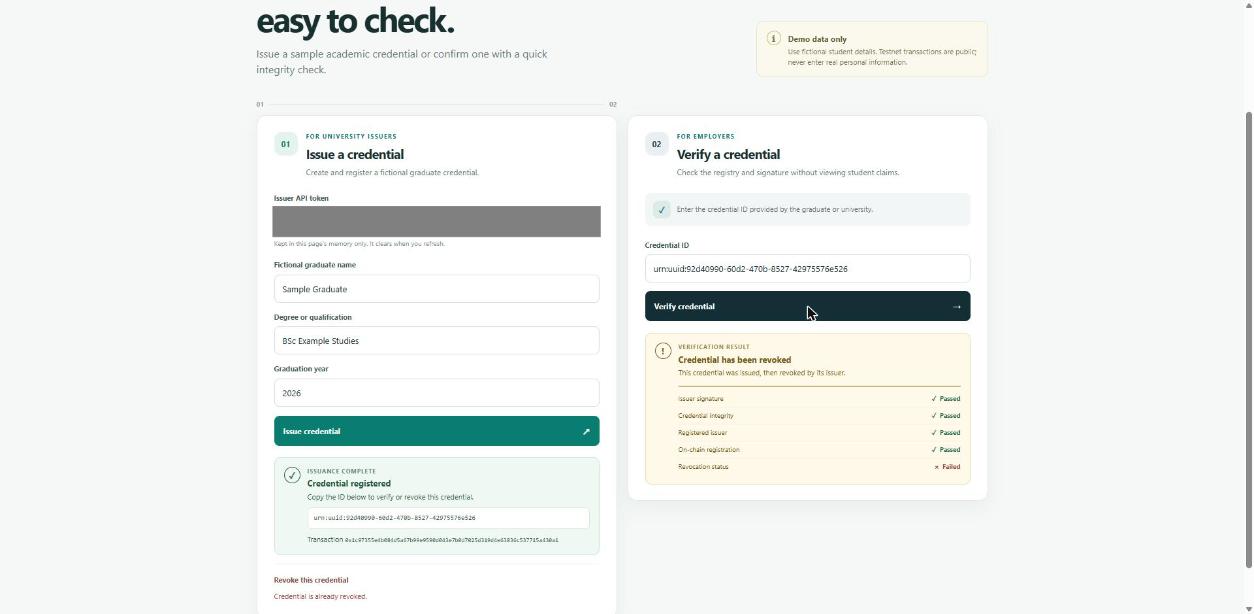 easy to check.
Issue a sample academic credential or confirm one with a quick
integrity check.
i
Demo data only
Use fictional student details. Testnet transactions are public;
never enter real personal information.
01
02
01
FOR UNIVERSITY ISSUERS
Issue a credential
Create and register a fictional graduate credential.
Issuer API token
Kept in this page's memory only. It clears when you refresh.
Fictional graduate name
Sample Graduate
Degree or qualification
BSc Example Studies
Graduation year
2026
Issue credential ↗
✓
ISSUANCE COMPLETE
Credential registered
Copy the ID below to verify or revoke this credential.
urn:uuid:92d40990-60d2-470b-8527-42975576e526
Transaction
Revoke this credential
Credential is already revoked.
02
FOR EMPLOYERS
Verify a credential
Check the registry and signature without viewing student claims.
✓ Enter the credential ID provided by the graduate or university.
Credential ID
urn:uuid:92d40990-60d2-470b-8527-42975576e526
Verify credential →
!
VERIFICATION RESULT
Credential has been revoked
This credential was issued, then revoked by its issuer.
Issuer signature ✓ Passed
Credential integrity ✓ Passed
Registered issuer ✓ Passed
On-chain registration ✓ Passed
Revocation status × Failed